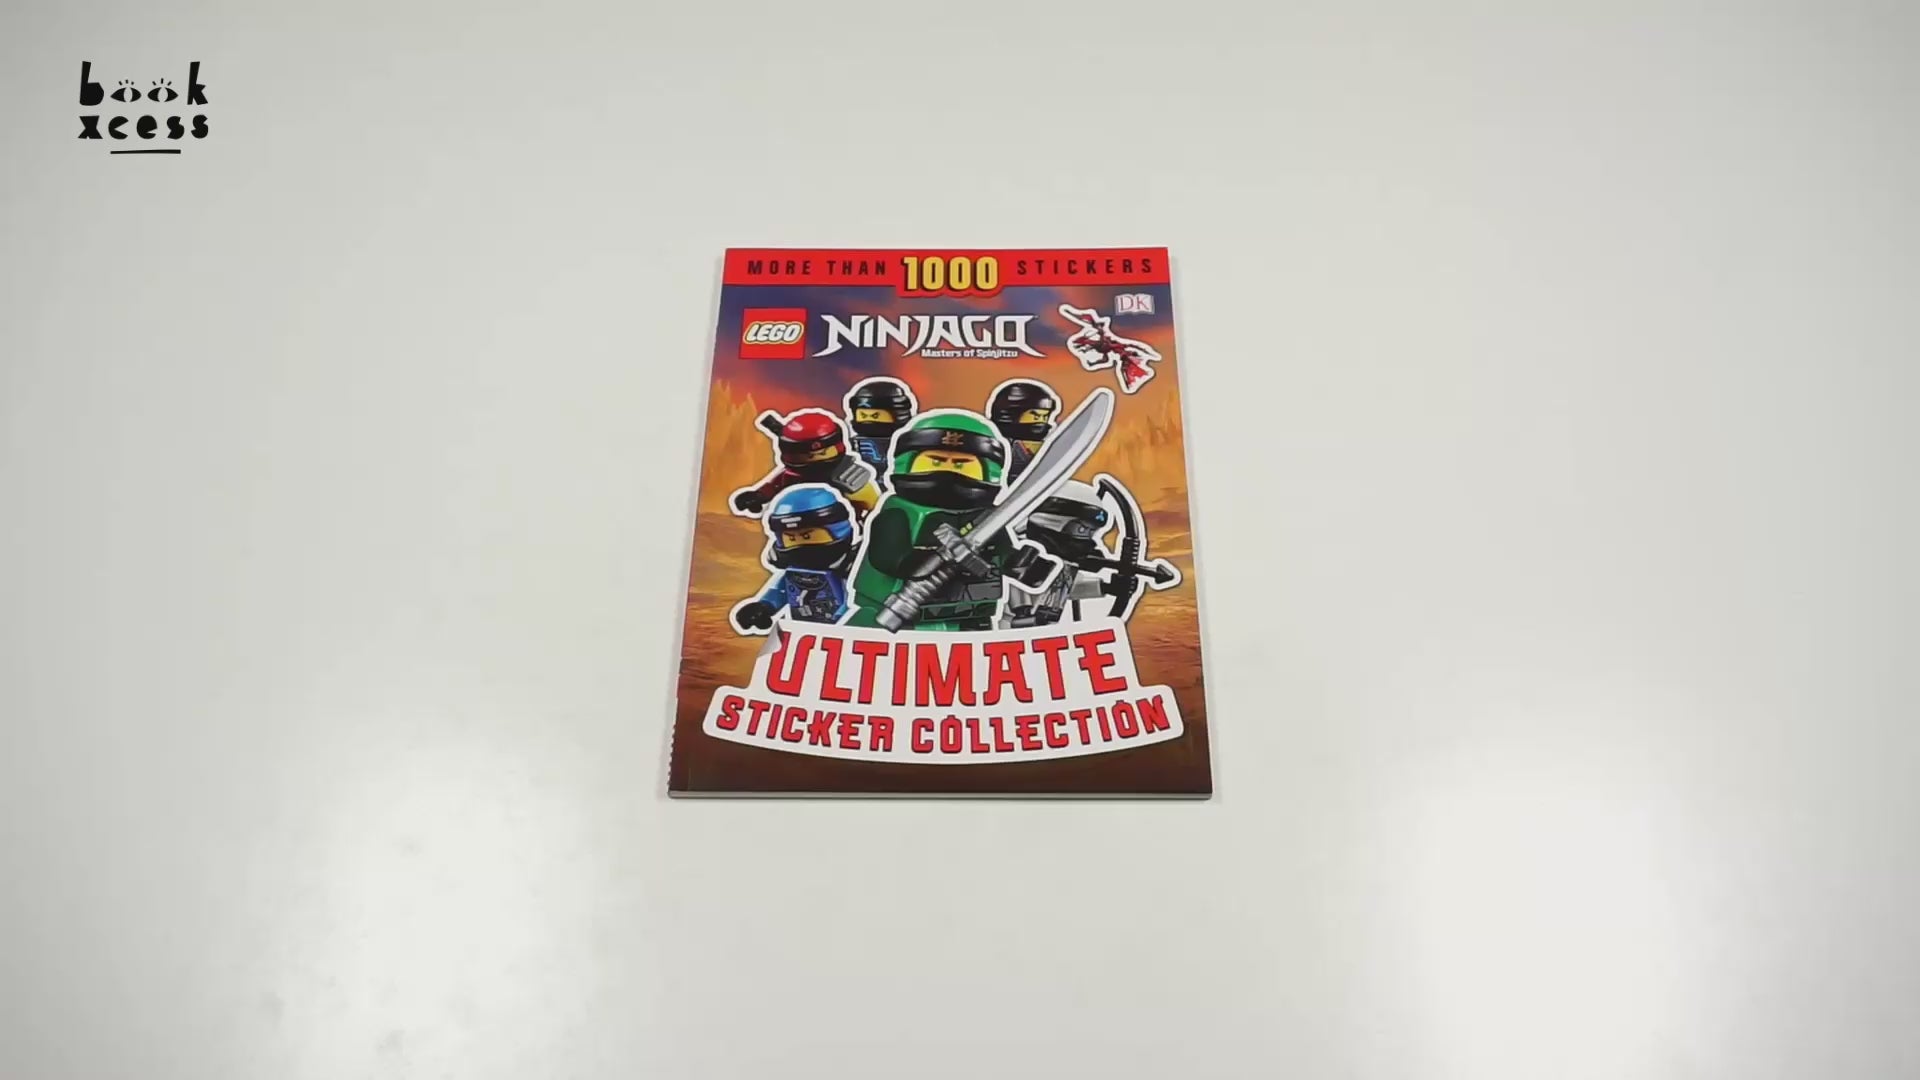 book
xcess
MORE THAN 1000 STICKERS
DK
LEGO NINJAGO
Masters of Spinjitzu
ULTIMATE
STICKER COLLECTION